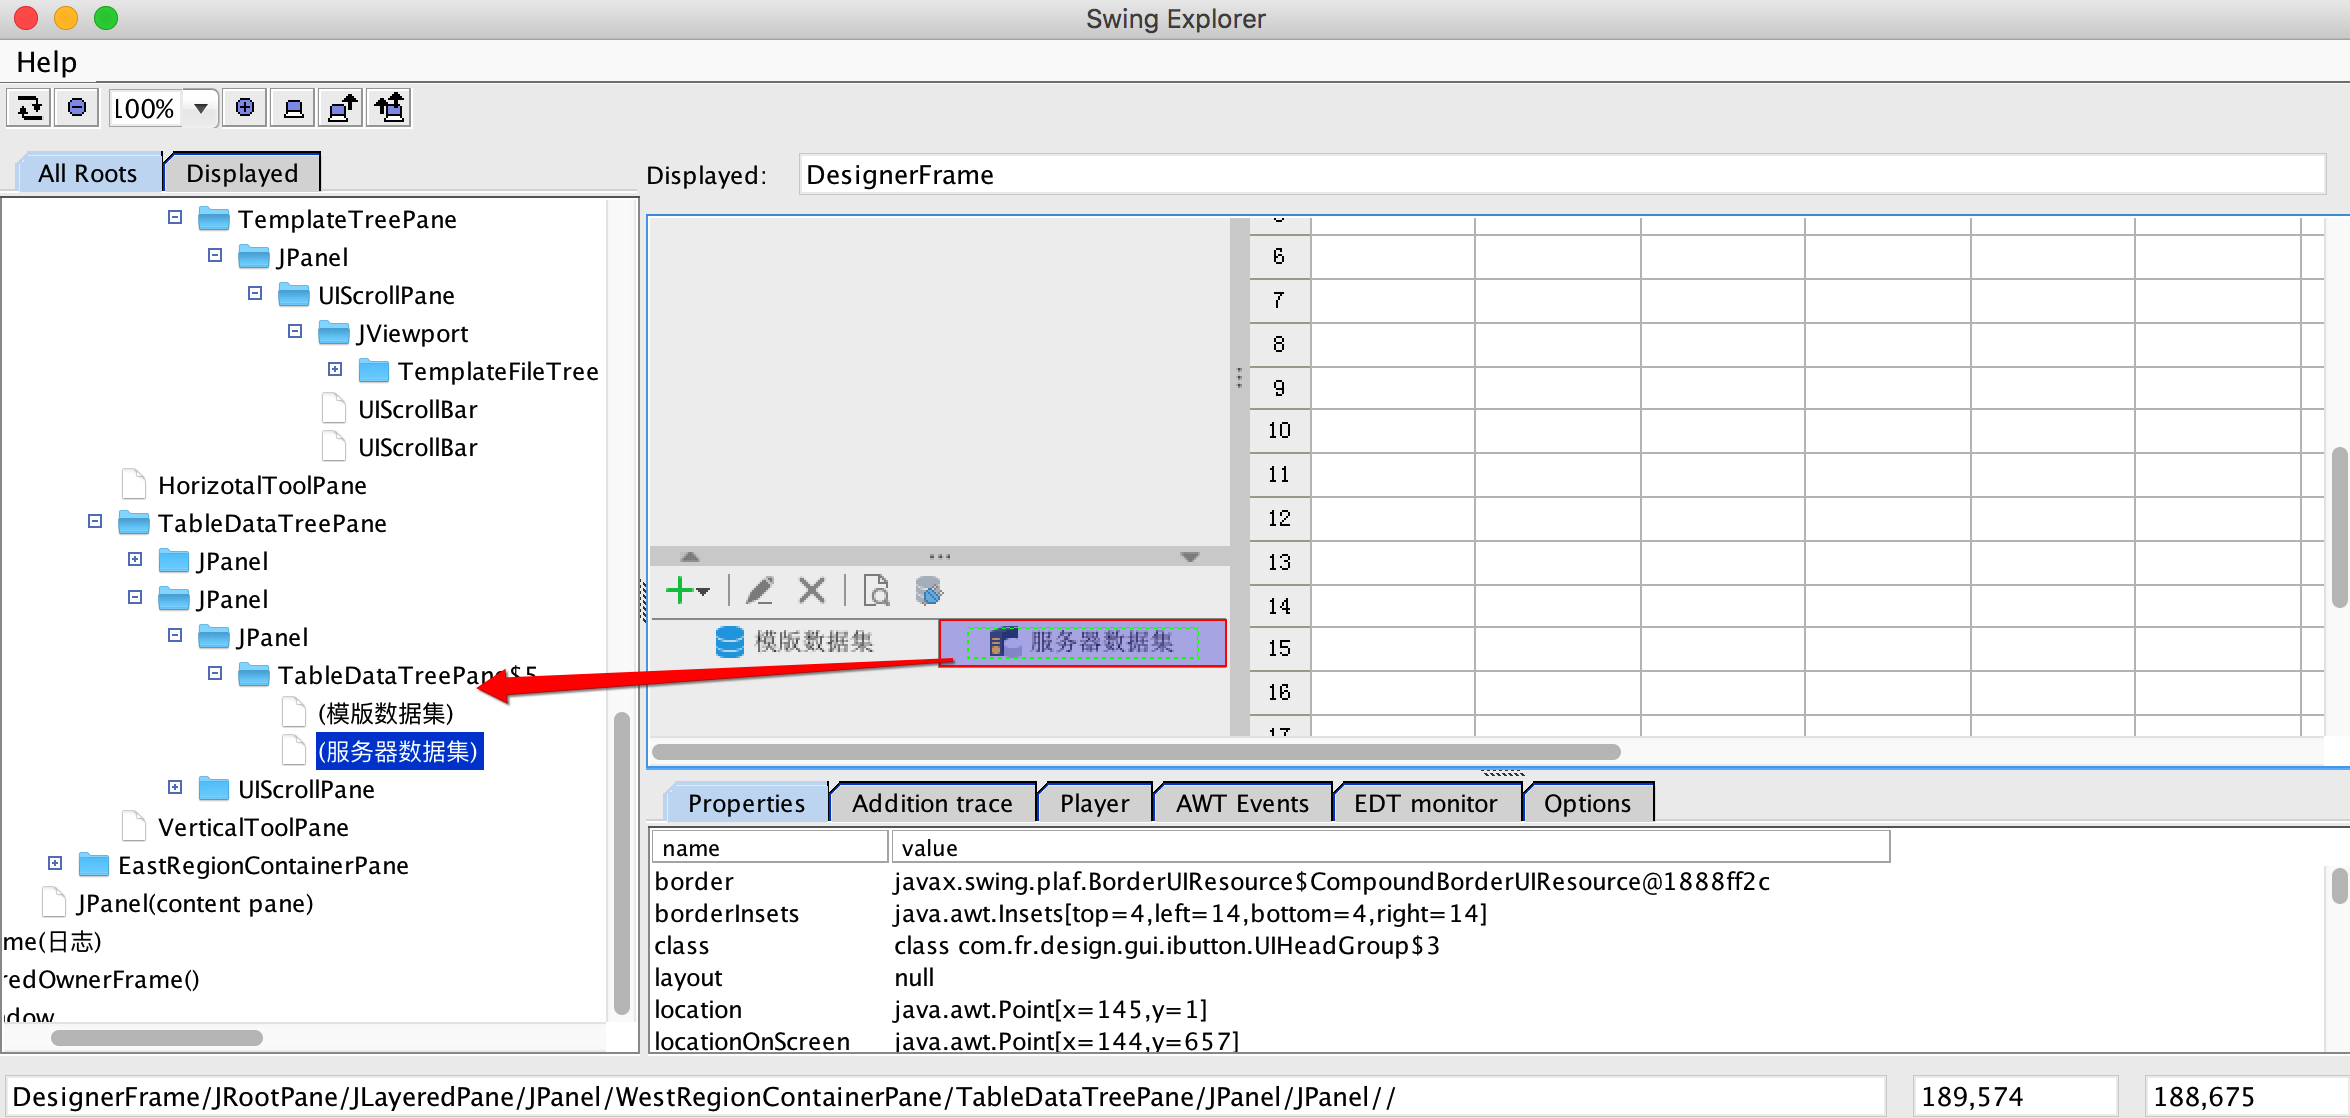 Swing Explorer
Help
100%
All Roots
Displayed
Displayed:
DesignerFrame
TemplateTreePane
JPanel
UIScrollPane
JViewport
TemplateFileTree
UIScrollBar
UIScrollBar
HorizotalToolPane
TableDataTreePane
JPanel
JPanel
JPanel
TableDataTreePane$5
(模版数据集)
(服务器数据集)
UIScrollPane
VerticalToolPane
EastRegionContainerPane
JPanel(content pane)
me(日志)
redOwnerFrame()
ndow
6
7
8
9
10
11
12
13
14
15
16
17
模版数据集
服务器数据集
Properties
Addition trace
Player
AWT Events
EDT monitor
Options
name value
border javax.swing.plaf.BorderUIResource$CompoundBorderUIResource@1888ff2c
borderInsets java.awt.Insets[top=4,left=14,bottom=4,right=14]
class class com.fr.design.gui.ibutton.UIHeadGroup$3
layout null
location java.awt.Point[x=145,y=1]
locationOnScreen java.awt.Point[x=144,y=657]
DesignerFrame/JRootPane/JLayeredPane/JPanel/WestRegionContainerPane/TableDataTreePane/JPanel/JPanel//
189,574
188,675